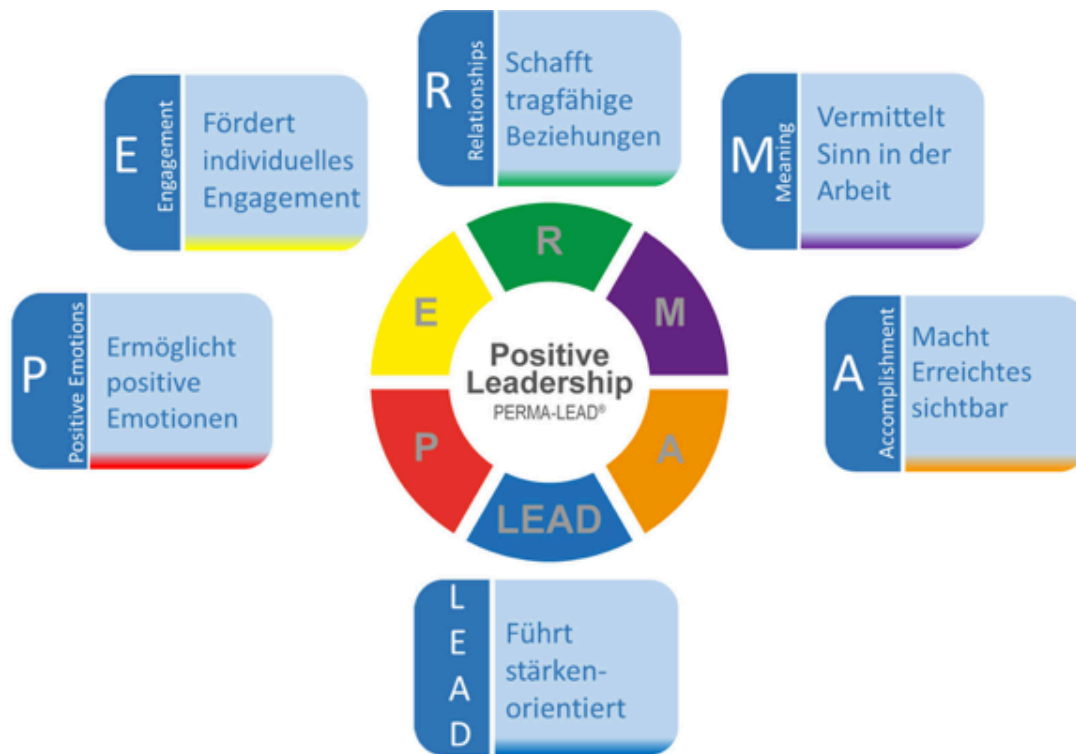 R
Relationships
Schafft
tragfähige
Beziehungen
E
Engagement
Fördert
individuelles
Engagement
M
Meaning
Vermittelt
Sinn in der
Arbeit
P
Positive Emotions
Ermöglicht
positive
Emotionen
A
Accomplishment
Macht
Erreichtes
sichtbar
R
E
M
Positive
Leadership
PERMA-LEAD®
P
A
LEAD
L
E
A
D
Führt
stärken-
orientiert